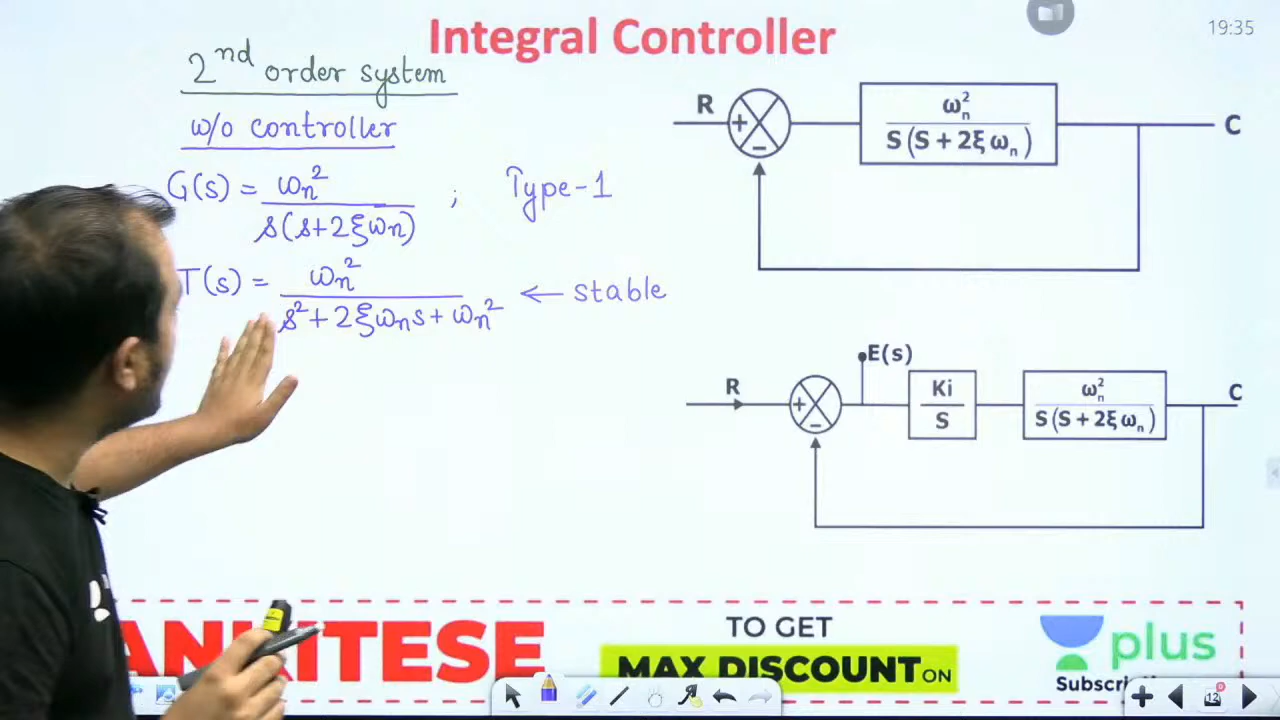 Integral Controller
19:35
2nd order system
w/o controller
G(s) = ωn² / s(s+2ξωn) ; Type-1
T(s) = ωn² / s²+2ξωns+ωn² ← stable
R + − ωn² / S(S+2ξωn) C
R + − E(s) Ki / S ωn² / S(S+2ξωn) C
TO GET
MAX DISCOUNT ON
plus
12